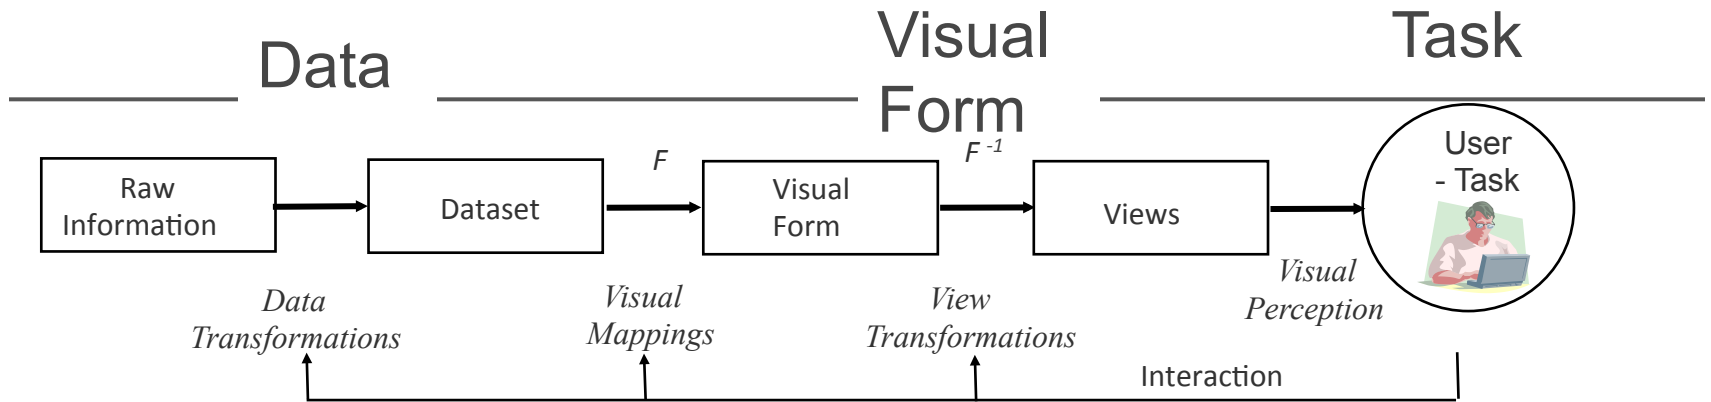 Data
Visual
Form
Task
Raw
Information
Dataset
F
Visual
Form
F -1
Views
User
- Task
Data
Transformations
Visual
Mappings
View
Transformations
Visual
Perception
Interaction